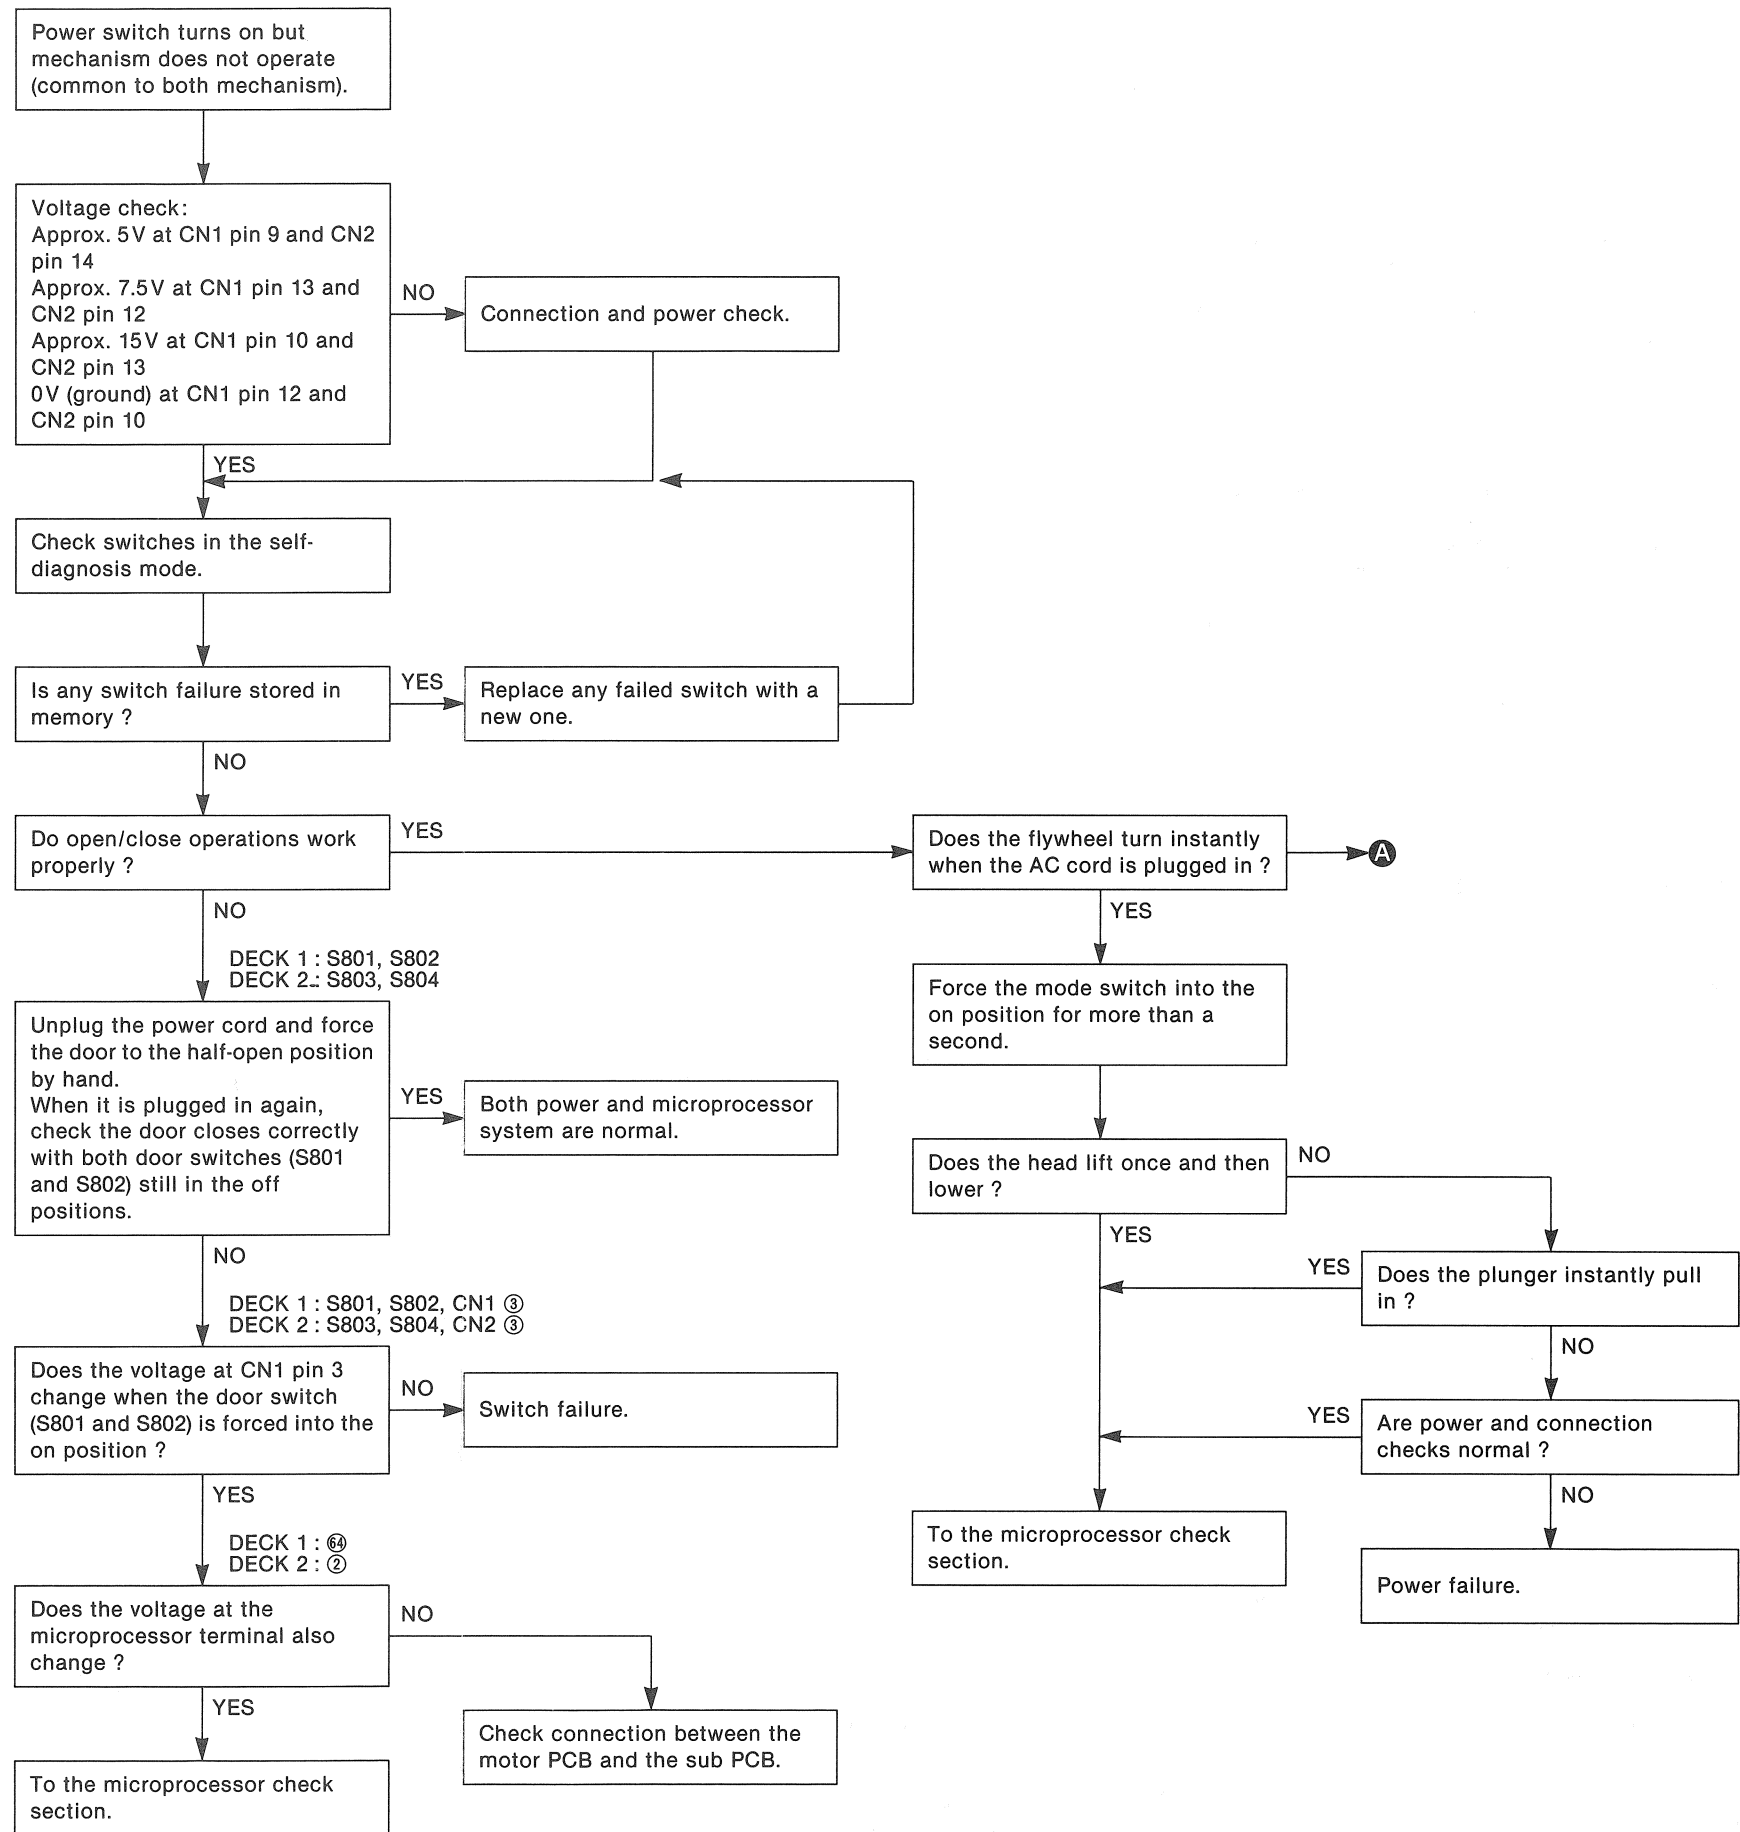 Power switch turns on but
mechanism does not operate
(common to both mechanism).
Voltage check:
Approx. 5V at CN1 pin 9 and CN2
pin 14
Approx. 7.5V at CN1 pin 13 and
CN2 pin 12
Approx. 15V at CN1 pin 10 and
CN2 pin 13
0V (ground) at CN1 pin 12 and
CN2 pin 10
NO
Connection and power check.
YES
Check switches in the self-
diagnosis mode.
Is any switch failure stored in
memory ?
YES
Replace any failed switch with a
new one.
NO
Do open/close operations work
properly ?
YES
Does the flywheel turn instantly
when the AC cord is plugged in ?
A
NO
YES
DECK 1 : S801, S802
DECK 2 : S803, S804
Force the mode switch into the
on position for more than a
second.
Unplug the power cord and force
the door to the half-open position
by hand.
When it is plugged in again,
check the door closes correctly
with both door switches (S801
and S802) still in the off
positions.
YES
Both power and microprocessor
system are normal.
Does the head lift once and then
lower ?
NO
YES
NO
YES
Does the plunger instantly pull
in ?
DECK 1 : S801, S802, CN1 ③
DECK 2 : S803, S804, CN2 ③
NO
Does the voltage at CN1 pin 3
change when the door switch
(S801 and S802) is forced into the
on position ?
NO
Switch failure.
YES
Are power and connection
checks normal ?
YES
NO
DECK 1 : 64
DECK 2 : ②
To the microprocessor check
section.
Power failure.
Does the voltage at the
microprocessor terminal also
change ?
NO
YES
Check connection between the
motor PCB and the sub PCB.
To the microprocessor check
section.